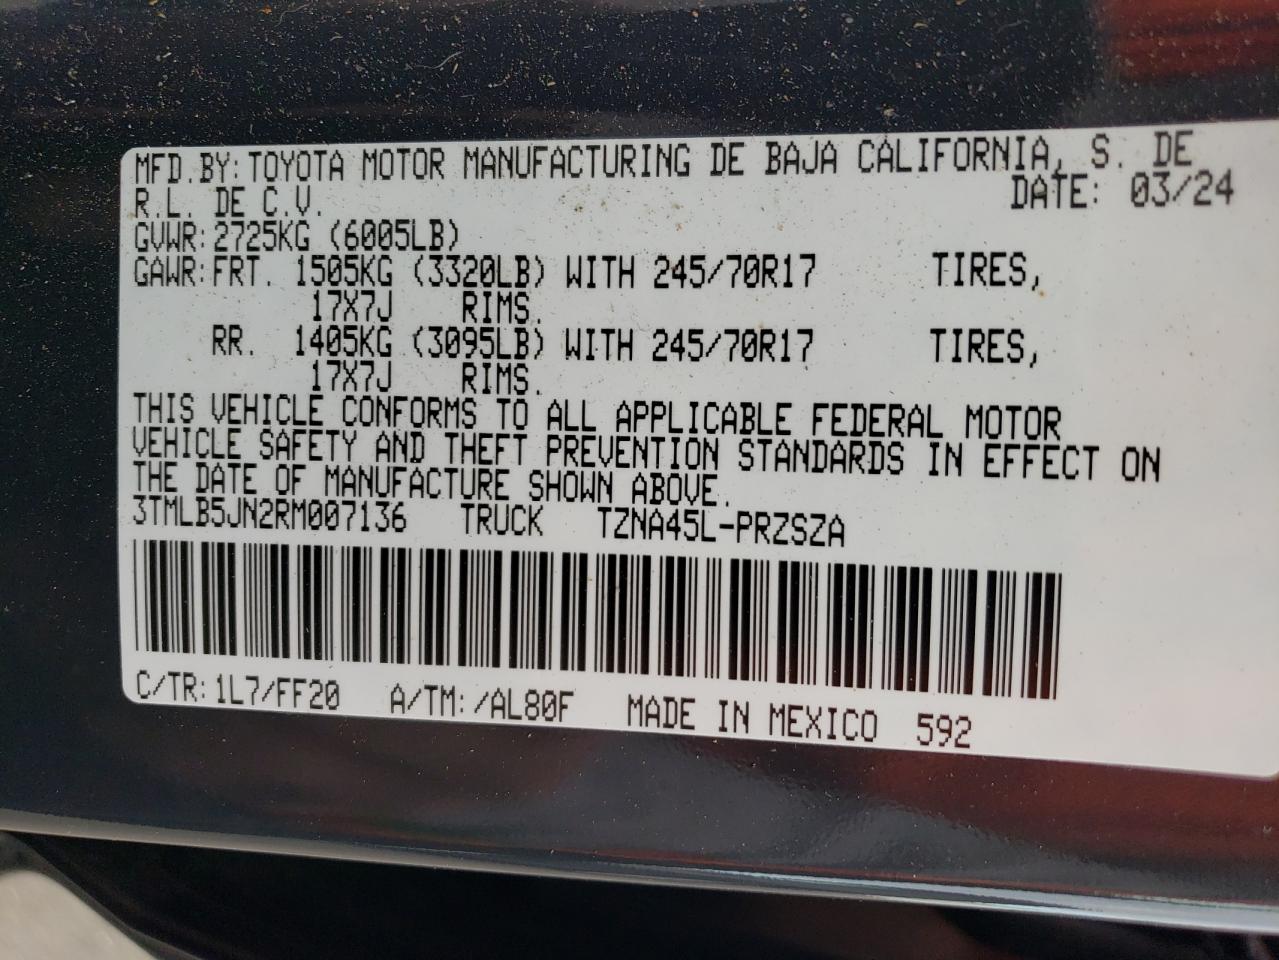 MFD.BY: TOYOTA MOTOR MANUFACTURING DE BAJA CALIFORNIA, S. DE
R.L. DE C.V. DATE: 03/24
GVWR: 2725KG (6005LB)
GAWR: FRT. 1505KG (3320LB) WITH 245/70R17 TIRES,
17X7J RIMS.
RR. 1405KG (3095LB) WITH 245/70R17 TIRES,
17X7J RIMS.
THIS VEHICLE CONFORMS TO ALL APPLICABLE FEDERAL MOTOR
VEHICLE SAFETY AND THEFT PREVENTION STANDARDS IN EFFECT ON
THE DATE OF MANUFACTURE SHOWN ABOVE.
3TMLB5JN2RM007136 TRUCK TZNA45L-PRZSZA
C/TR: 1L7/FF20 A/TM: /AL80F MADE IN MEXICO 592